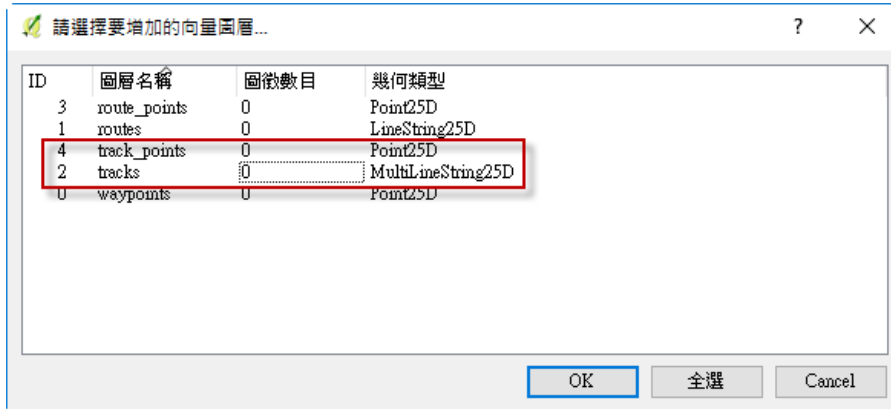 請選擇要增加的向量圖層... ? ×
ID 圖層名稱 圖徵數目 幾何類型
3 route_points 0 Point25D
1 routes 0 LineString25D
4 track_points 0 Point25D
2 tracks 0 MultiLineString25D
0 waypoints 0 Point25D
OK 全選 Cancel